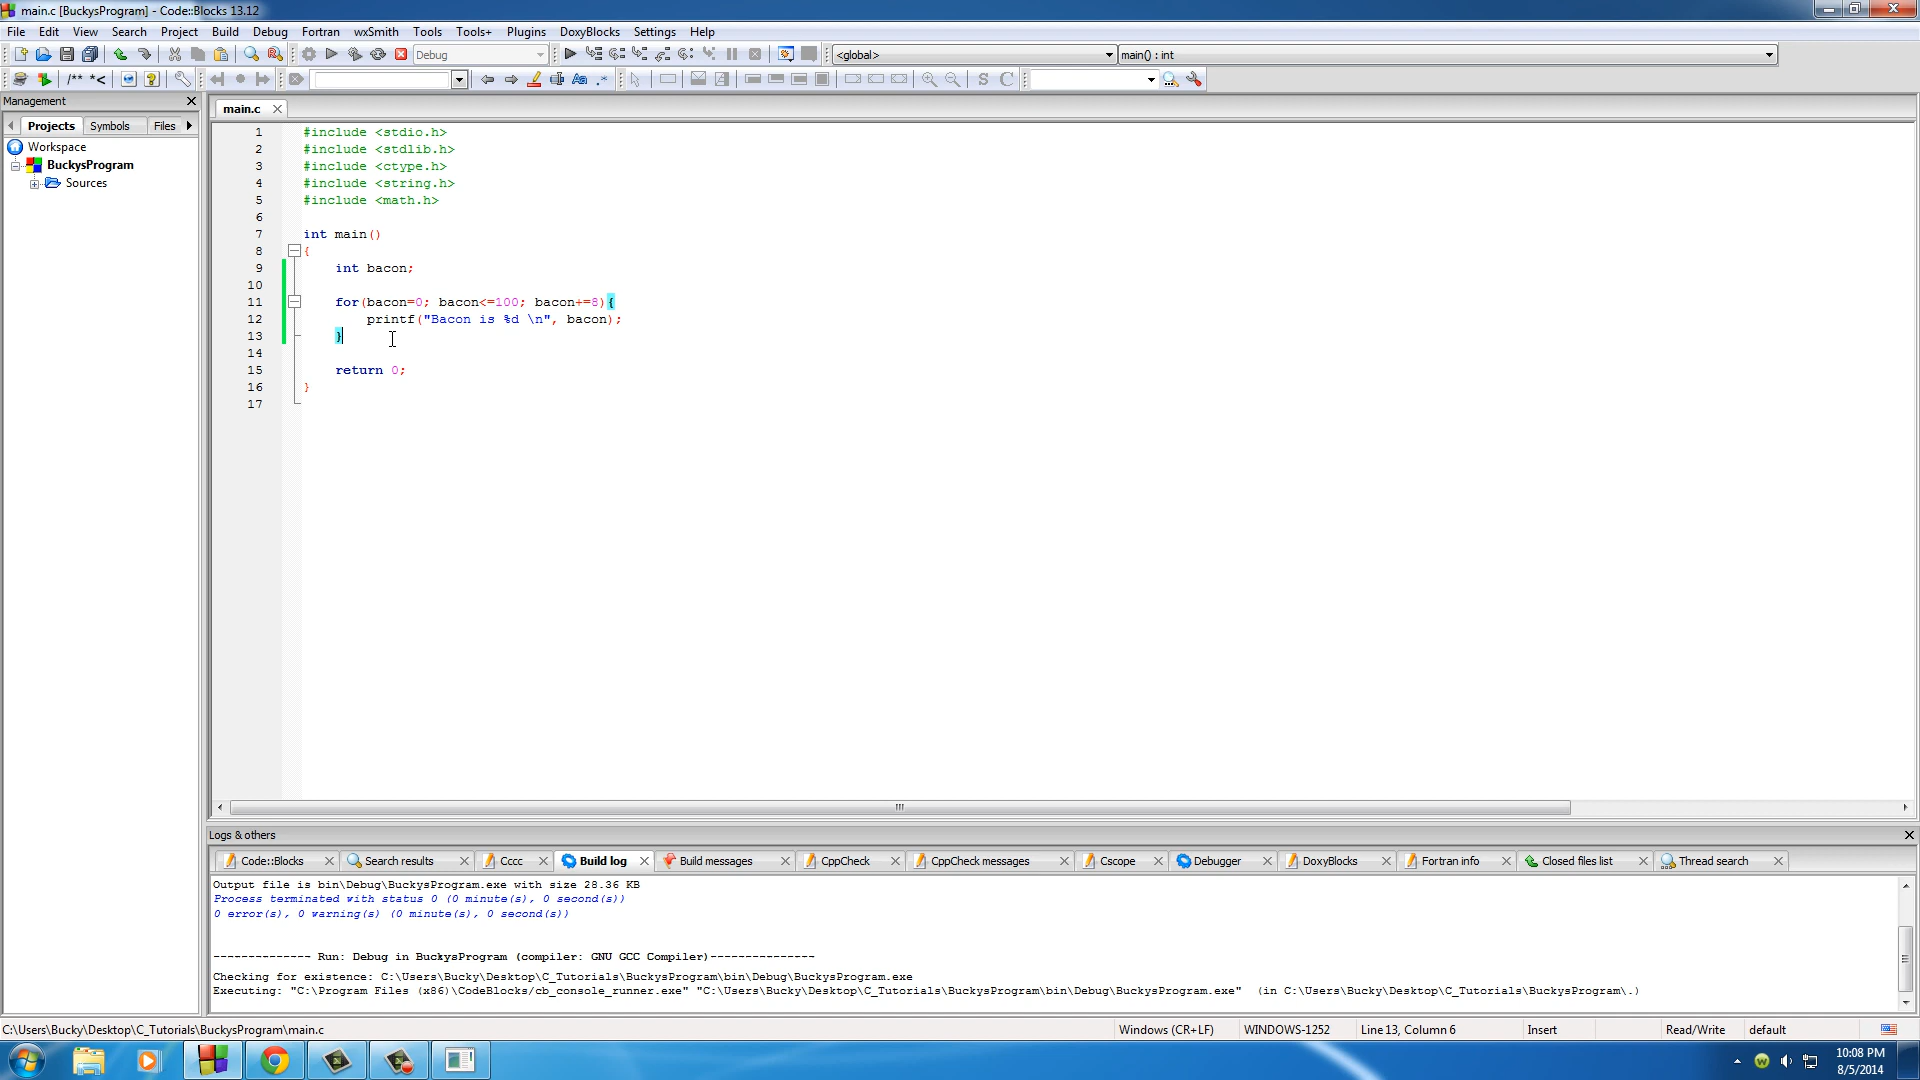 main.c [BuckysProgram] - Code::Blocks 13.12
File Edit View Search Project Build Debug Fortran wxSmith Tools Tools+ Plugins DoxyBlocks Settings Help
Debug <global> main() : int
/** *< Aa .* S C
Management
main.c
Projects Symbols Files
Workspace
BuckysProgram
Sources
1 #include <stdio.h>
2 #include <stdlib.h>
3 #include <ctype.h>
4 #include <string.h>
5 #include <math.h>
6
7 int main()
8 {
9 int bacon;
10
11 for(bacon=0; bacon<=100; bacon+=8){
12 printf("Bacon is %d \n", bacon);
13 }
14
15 return 0;
16 }
17
Logs & others
Code::Blocks Search results Cccc Build log Build messages CppCheck CppCheck messages Cscope Debugger DoxyBlocks Fortran info Closed files list Thread search
Output file is bin\Debug\BuckysProgram.exe with size 28.36 KB
Process terminated with status 0 (0 minute(s), 0 second(s))
0 error(s), 0 warning(s) (0 minute(s), 0 second(s))
-------------- Run: Debug in BuckysProgram (compiler: GNU GCC Compiler)---------------
Checking for existence: C:\Users\Bucky\Desktop\C_Tutorials\BuckysProgram\bin\Debug\BuckysProgram.exe
Executing: "C:\Program Files (x86)\CodeBlocks/cb_console_runner.exe" "C:\Users\Bucky\Desktop\C_Tutorials\BuckysProgram\bin\Debug\BuckysProgram.exe" (in C:\Users\Bucky\Desktop\C_Tutorials\BuckysProgram\.)
C:\Users\Bucky\Desktop\C_Tutorials\BuckysProgram\main.c Windows (CR+LF) WINDOWS-1252 Line 13, Column 6 Insert Read/Write default
10:08 PM
8/5/2014